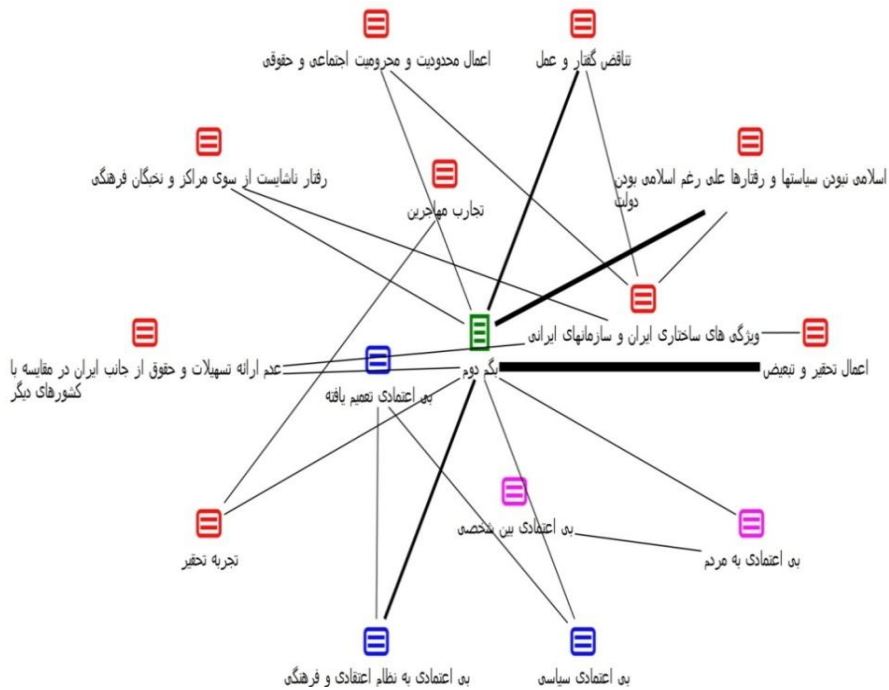 اعمال محدودیت و محرومیت اجتماعی و حقوقی
تناقض گفتار و عمل
رفتار ناشایست از سوی مراکز و نخبگان فرهنگی
تجارب مهاجرین
اسلامی نبودن سیاستها و رفتارها علی رغم اسلامی بودن
دولت
ویژگی های ساختاری ایران و سازمانهای ایرانی
عدم ارائه تسهیلات و حقوق از جانب ایران در مقایسه با
کشورهای دیگر
بگم دوم
اعمال تحقیر و تبعیض
بی اعتمادی تعمیم یافته
بی اعتمادی بین شخصی
تجربه تحقیر
بی اعتمادی به مردم
بی اعتمادی به نظام اعتقادی و فرهنگی
بی اعتمادی سیاسی